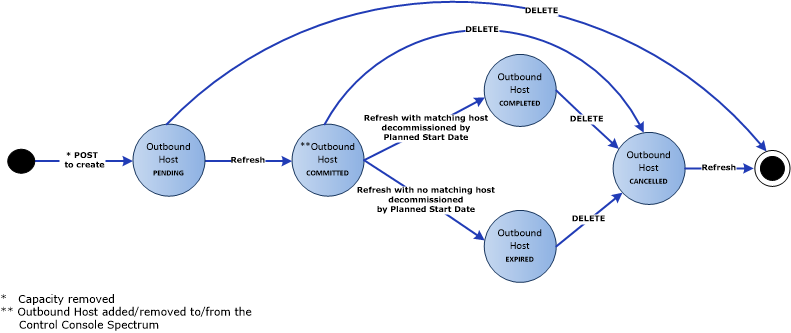 DELETE
DELETE
Outbound
Host
COMPLETED
Refresh with matching host
decommissioned by
Planned Start Date
DELETE
* POST
to create
Outbound
Host
PENDING
Refresh
**Outbound
Host
COMMITTED
Outbound
Host
CANCELLED
Refresh
Refresh with no matching host
decommissioned
by Planned Start Date
DELETE
Outbound
Host
EXPIRED
* Capacity removed
** Outbound Host added/removed to/from the
Control Console Spectrum